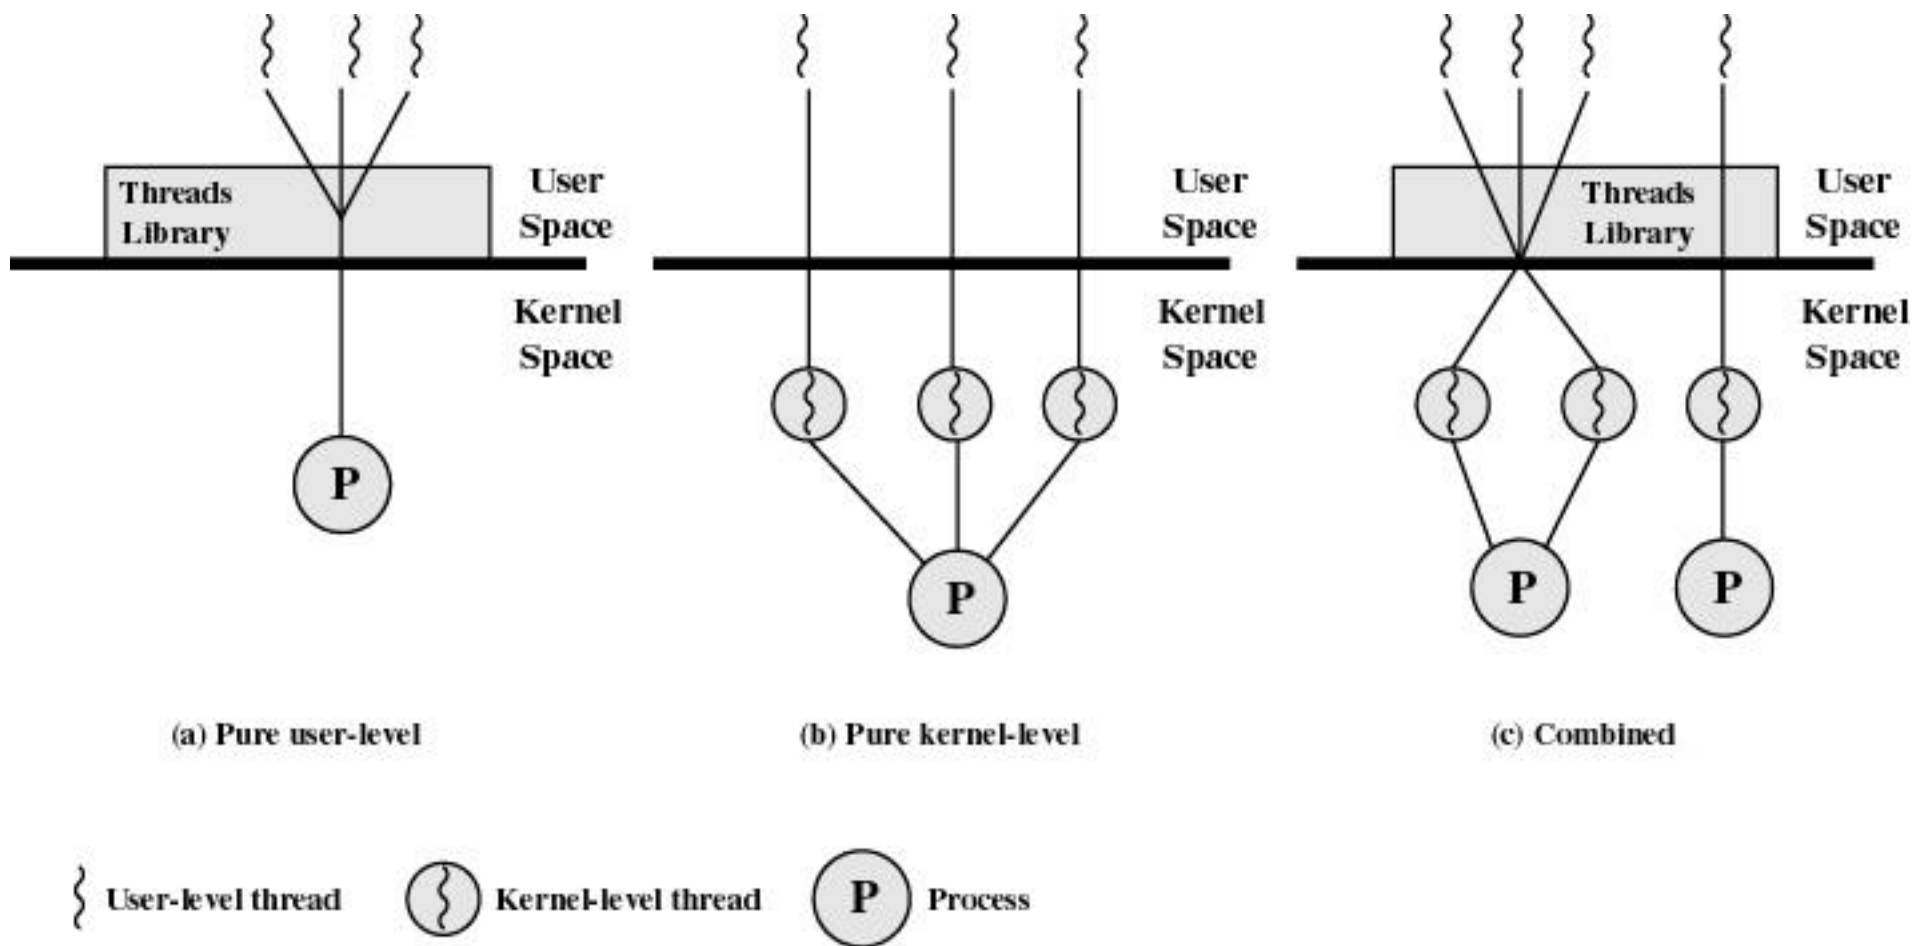 Threads
Library
User
Space
Kernel
Space
P
(a) Pure user-level
User
Space
Kernel
Space
P
(b) Pure kernel-level
Threads
Library
User
Space
Kernel
Space
P
P
(c) Combined
User-level thread
Kernel-level thread
P
Process